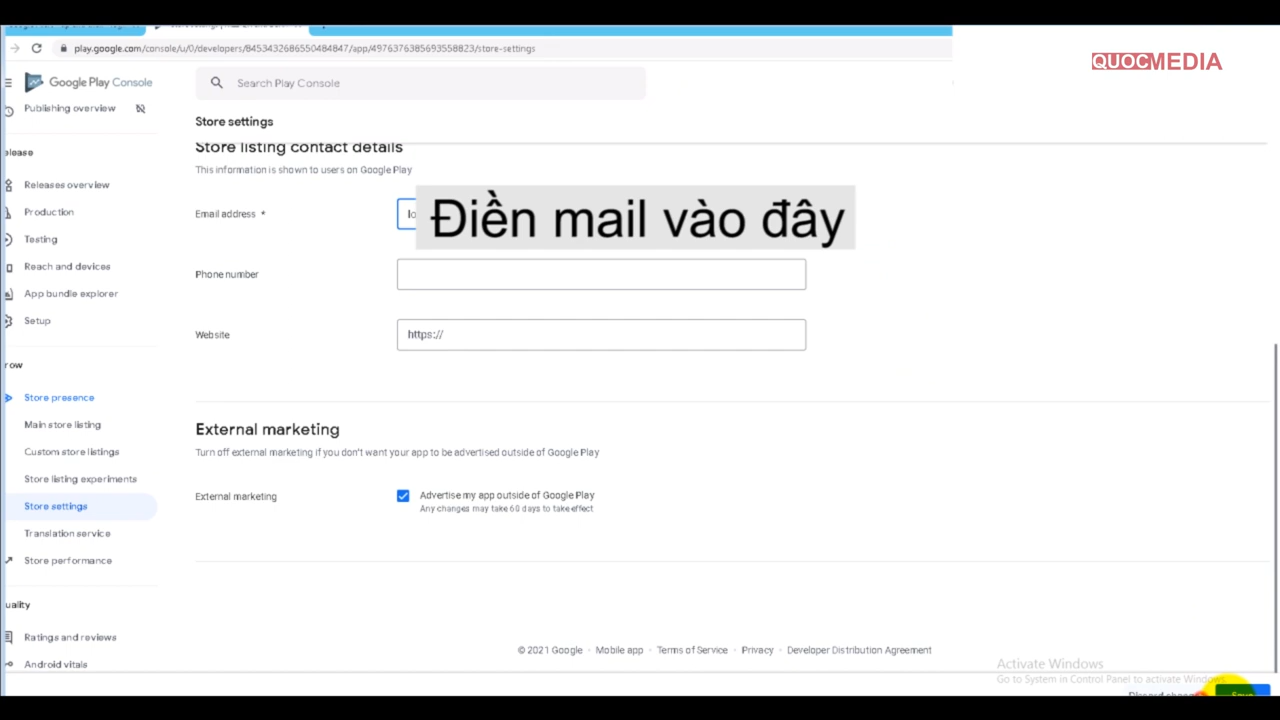 play.google.com/console/u/0/developers/8453432686550484847/app/4976376385693558823/store-settings
QUOCMEDIA
Google Play Console
Search Play Console
Publishing overview
Store settings
Store listing contact details
This information is shown to users on Google Play
Releases overview
Email address *
Điền mail vào đây
Production
Testing
Reach and devices
Phone number
App bundle explorer
Setup
Website
https://
Store presence
Main store listing
External marketing
Custom store listings
Turn off external marketing if you don't want your app to be advertised outside of Google Play
Store listing experiments
External marketing
Advertise my app outside of Google Play
Store settings
Any changes may take 60 days to take effect
Translation service
Store performance
Ratings and reviews
© 2021 Google · Mobile app · Terms of Service · Privacy · Developer Distribution Agreement
Android vitals
Activate Windows
Go to System in Control Panel to activate Windows.